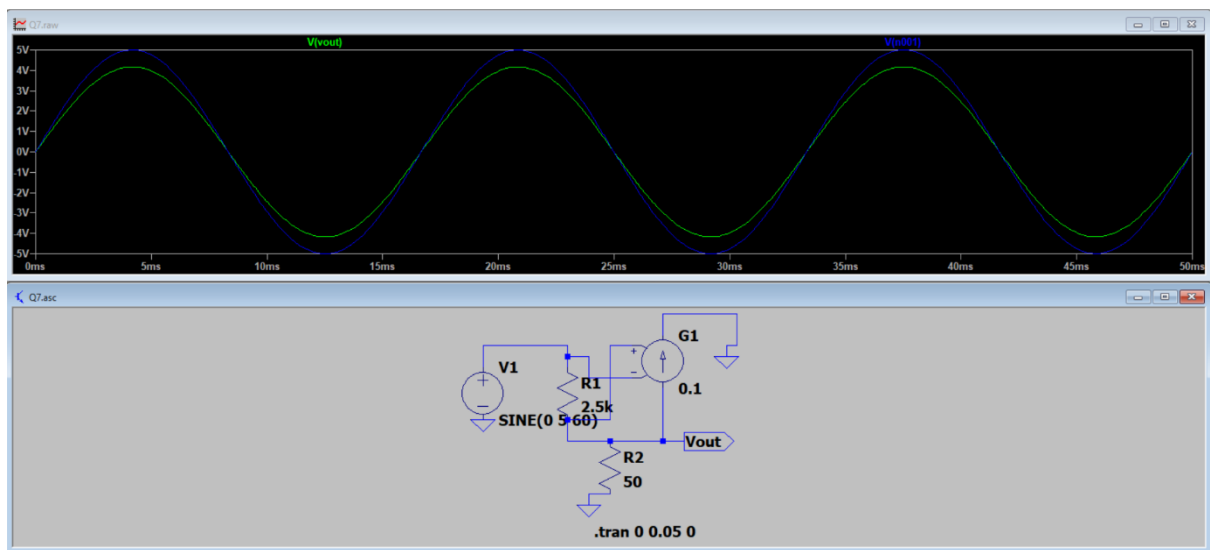 Q7.raw
V(vout) V(n001)
5V
4V
3V
2V
1V
0V
-1V
-2V
-3V
-4V
-5V
0ms 5ms 10ms 15ms 20ms 25ms 30ms 35ms 40ms 45ms 50ms
Q7.asc
G1
+
-
0.1
V1
+
-
SINE(0 5 60)
R1
2.5k
Vout
R2
50
.tran 0 0.05 0